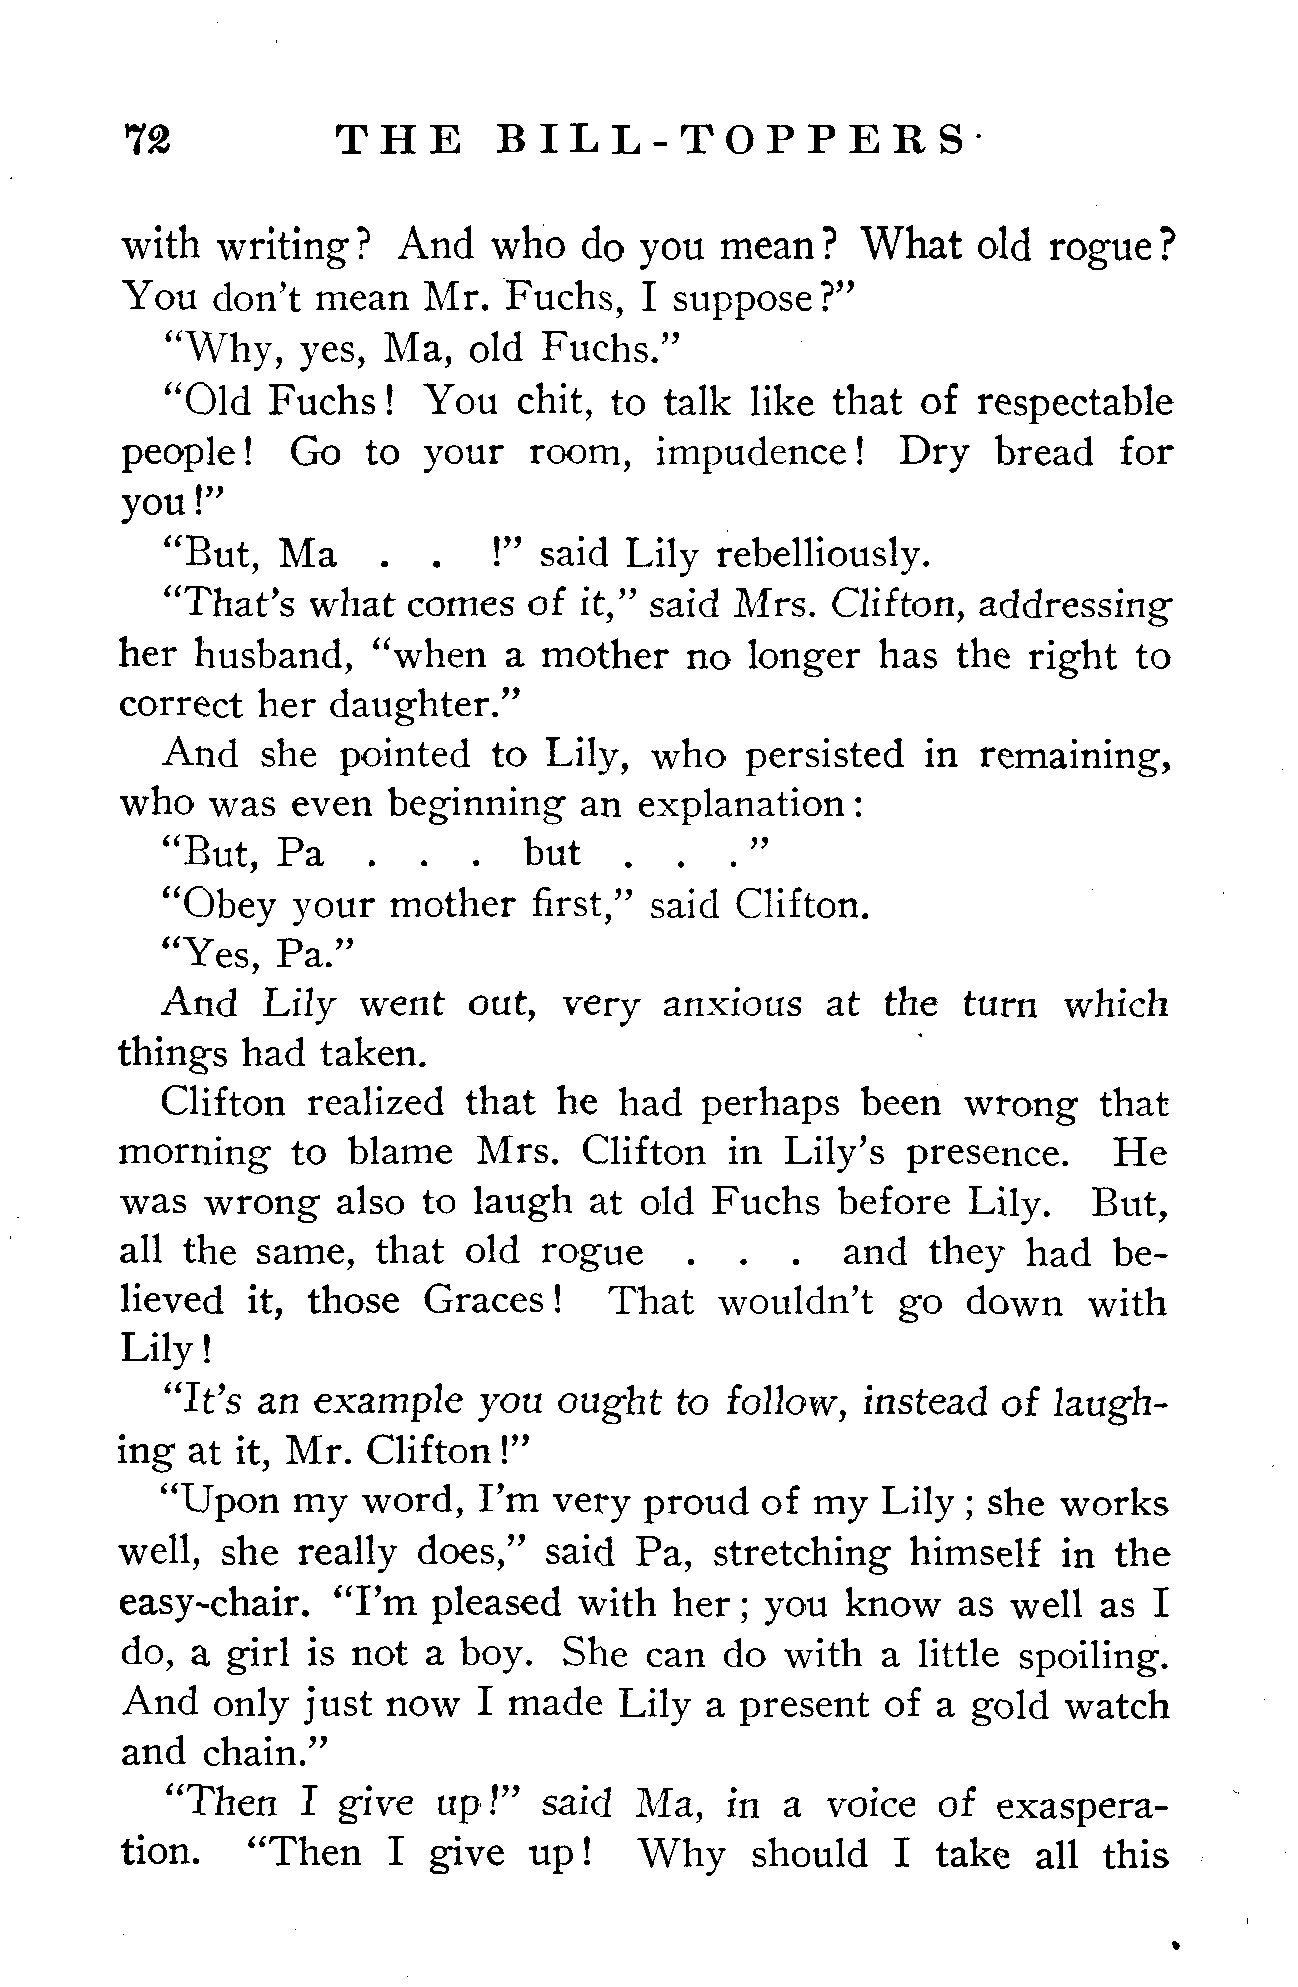 72 THE BILL-TOPPERS
with writing? And who do you mean? What old rogue?
You don't mean Mr. Fuchs, I suppose?"
"Why, yes, Ma, old Fuchs."
"Old Fuchs! You chit, to talk like that of respectable
people! Go to your room, impudence! Dry bread for
you!"
"But, Ma . . !" said Lily rebelliously.
"That's what comes of it," said Mrs. Clifton, addressing
her husband, "when a mother no longer has the right to
correct her daughter."
And she pointed to Lily, who persisted in remaining,
who was even beginning an explanation:
"But, Pa . . . but . . ."
"Obey your mother first," said Clifton.
"Yes, Pa."
And Lily went out, very anxious at the turn which
things had taken.
Clifton realized that he had perhaps been wrong that
morning to blame Mrs. Clifton in Lily's presence. He
was wrong also to laugh at old Fuchs before Lily. But,
all the same, that old rogue . . . and they had be-
lieved it, those Graces! That wouldn't go down with
Lily!
"It's an example you ought to follow, instead of laugh-
ing at it, Mr. Clifton!"
"Upon my word, I'm very proud of my Lily; she works
well, she really does," said Pa, stretching himself in the
easy-chair. "I'm pleased with her; you know as well as I
do, a girl is not a boy. She can do with a little spoiling.
And only just now I made Lily a present of a gold watch
and chain."
"Then I give up!" said Ma, in a voice of exaspera-
tion. "Then I give up! Why should I take all this